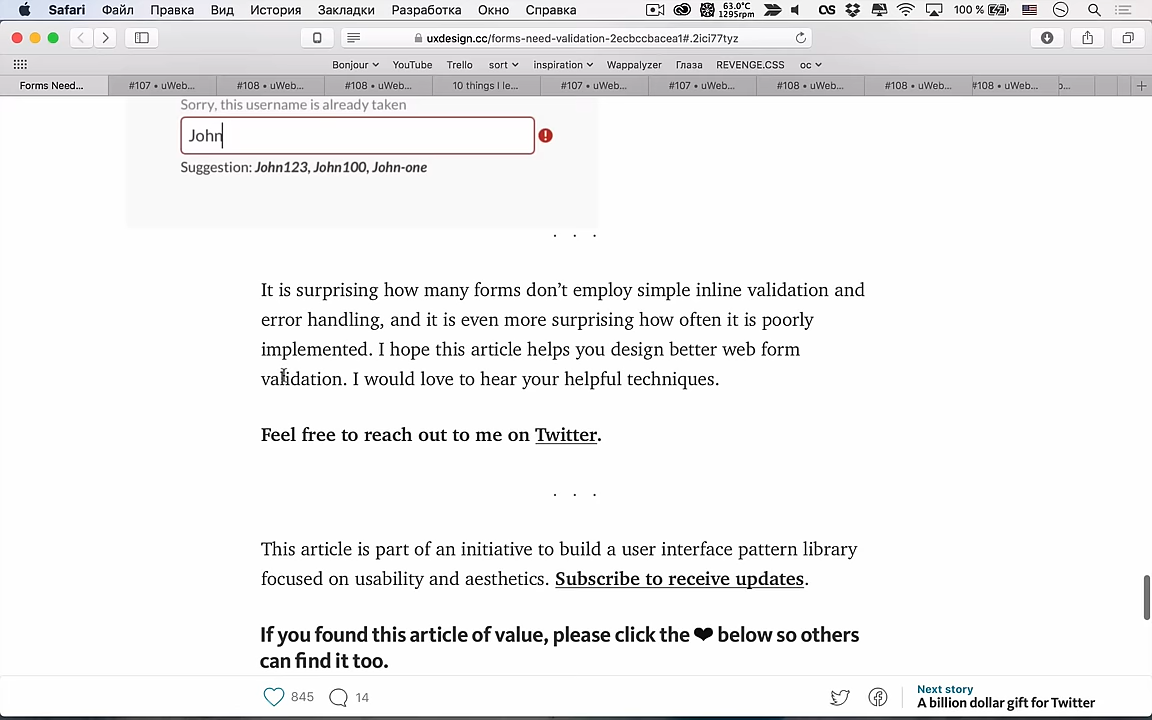 Safari Файл Правка Вид История Закладки Разработка Окно Справка 63.0°C 1295rpm 100 %
uxdesign.cc/forms-need-validation-2ecbccbacea1#.2ici77tyz
Bonjour YouTube Trello sort inspiration Wappalyzer Глаза REVENGE.CSS ос
Forms Need... #107 • uWeb... #108 • uWeb... #108 • uWeb... 10 things I le... #107 • uWeb... #107 • uWeb... #108 • uWeb... #108 • uWeb... #108 • uWeb...
Sorry, this username is already taken
John
Suggestion: John123, John100, John-one
. . .
It is surprising how many forms don’t employ simple inline validation and
error handling, and it is even more surprising how often it is poorly
implemented. I hope this article helps you design better web form
validation. I would love to hear your helpful techniques.
Feel free to reach out to me on Twitter.
. . .
This article is part of an initiative to build a user interface pattern library
focused on usability and aesthetics. Subscribe to receive updates.
If you found this article of value, please click the ❤ below so others
can find it too.
845 14
Next story
A billion dollar gift for Twitter